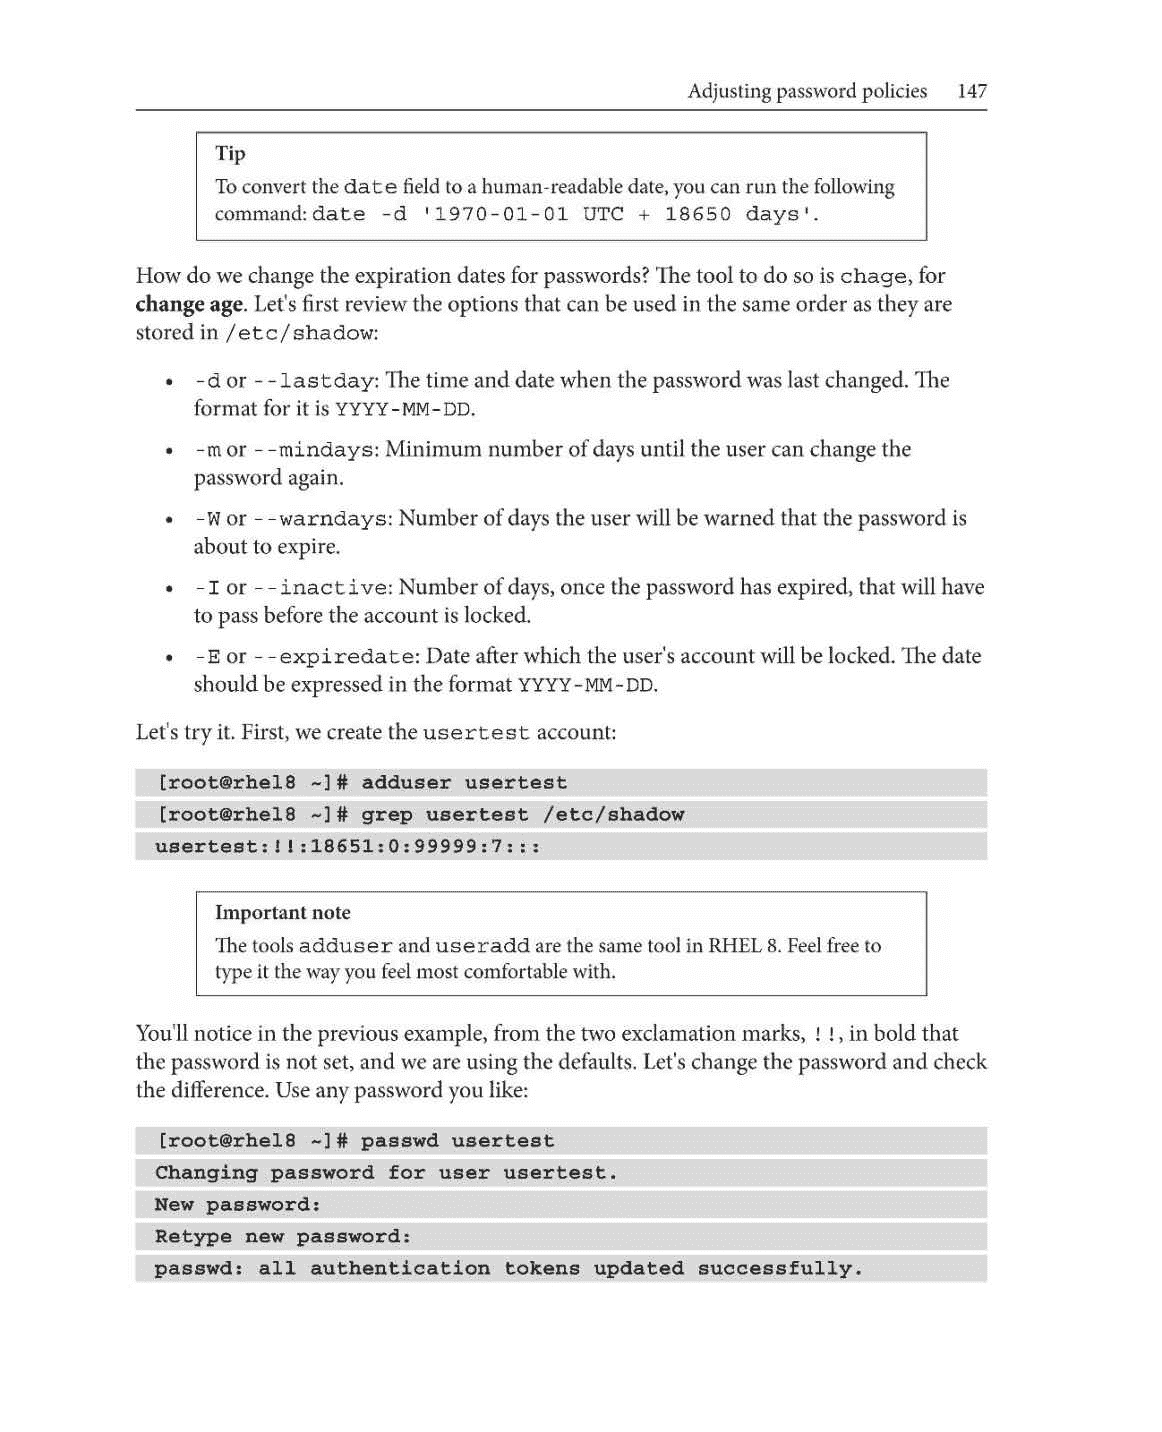 Adjusting password policies 147
Tip
To convert the date field to a human-readable date, you can run the following
command: date -d '1970-01-01 UTC + 18650 days'.
How do we change the expiration dates for passwords? The tool to do so is chage, for
change age. Let's first review the options that can be used in the same order as they are
stored in /etc/shadow:
• -d or --lastday: The time and date when the password was last changed. The
format for it is YYYY-MM-DD.
• -m or --mindays: Minimum number of days until the user can change the
password again.
• -W or --warndays: Number of days the user will be warned that the password is
about to expire.
• -I or --inactive: Number of days, once the password has expired, that will have
to pass before the account is locked.
• -E or --expiredate: Date after which the user's account will be locked. The date
should be expressed in the format YYYY-MM-DD.
Let's try it. First, we create the usertest account:
[root@rhel8 ~]# adduser usertest
[root@rhel8 ~]# grep usertest /etc/shadow
usertest:!!:18651:0:99999:7:::
Important note
The tools adduser and useradd are the same tool in RHEL 8. Feel free to
type it the way you feel most comfortable with.
You'll notice in the previous example, from the two exclamation marks, !!, in bold that
the password is not set, and we are using the defaults. Let's change the password and check
the difference. Use any password you like:
[root@rhel8 ~]# passwd usertest
Changing password for user usertest.
New password:
Retype new password:
passwd: all authentication tokens updated successfully.